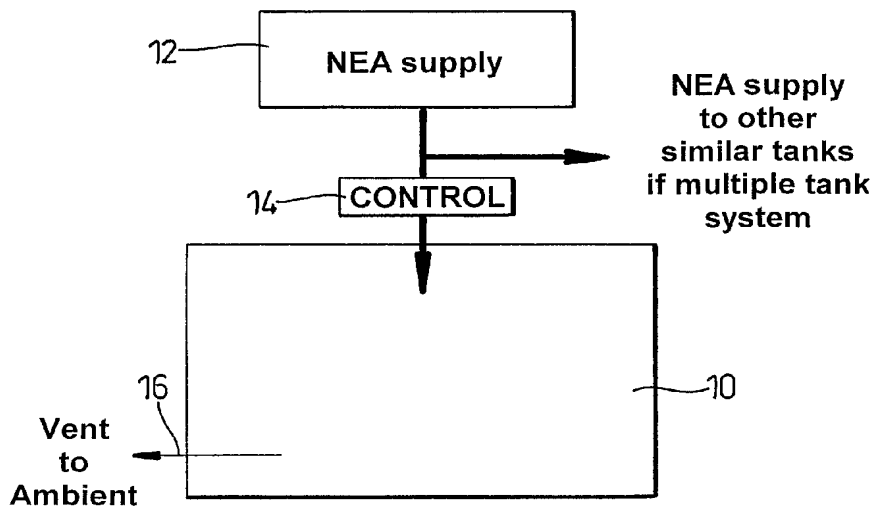 12
NEA supply
NEA supply
to other
similar tanks
if multiple tank
system
14
CONTROL
10
16
Vent
to
Ambient